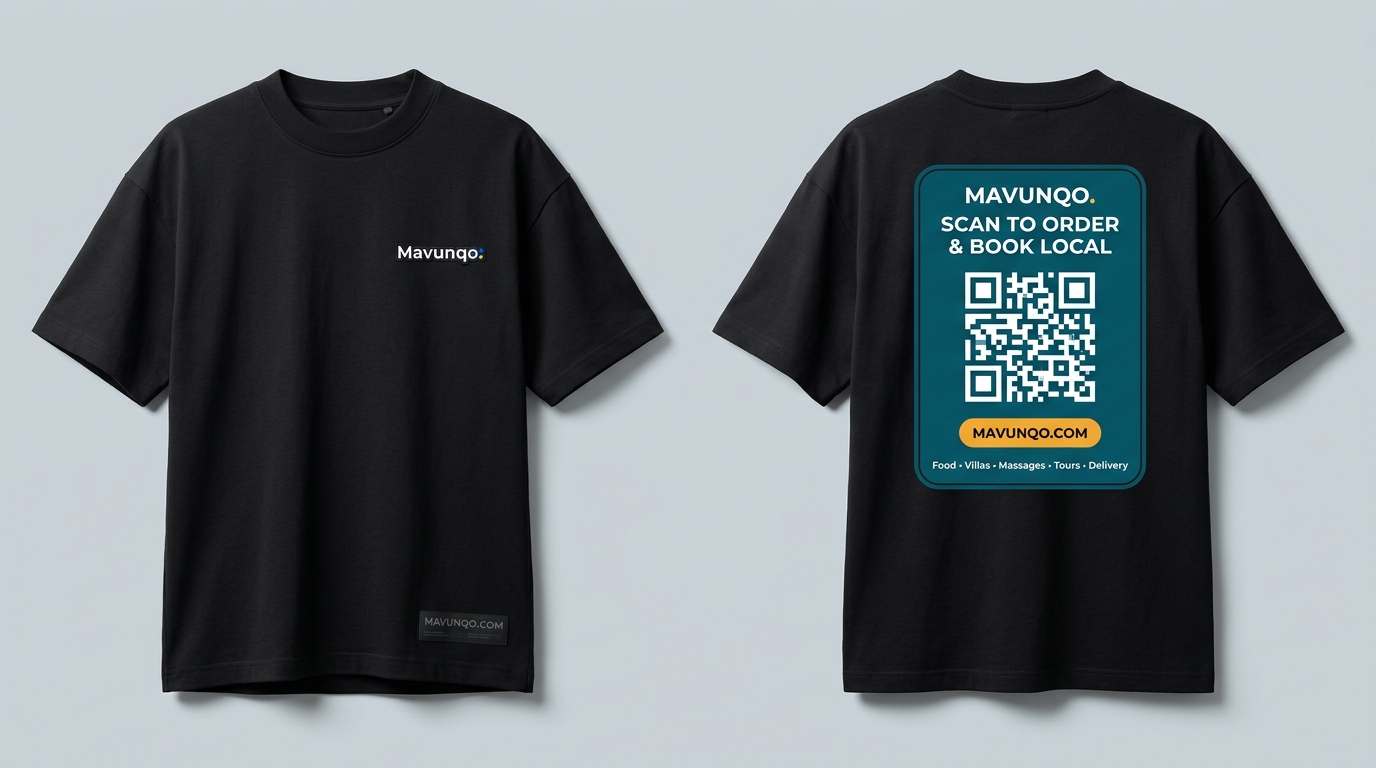 Mavunqo.
MAVUNQO.COM
MAVUNQO.
SCAN TO ORDER
& BOOK LOCAL
MAVUNQO.COM
Food • Villas • Massages • Tours • Delivery